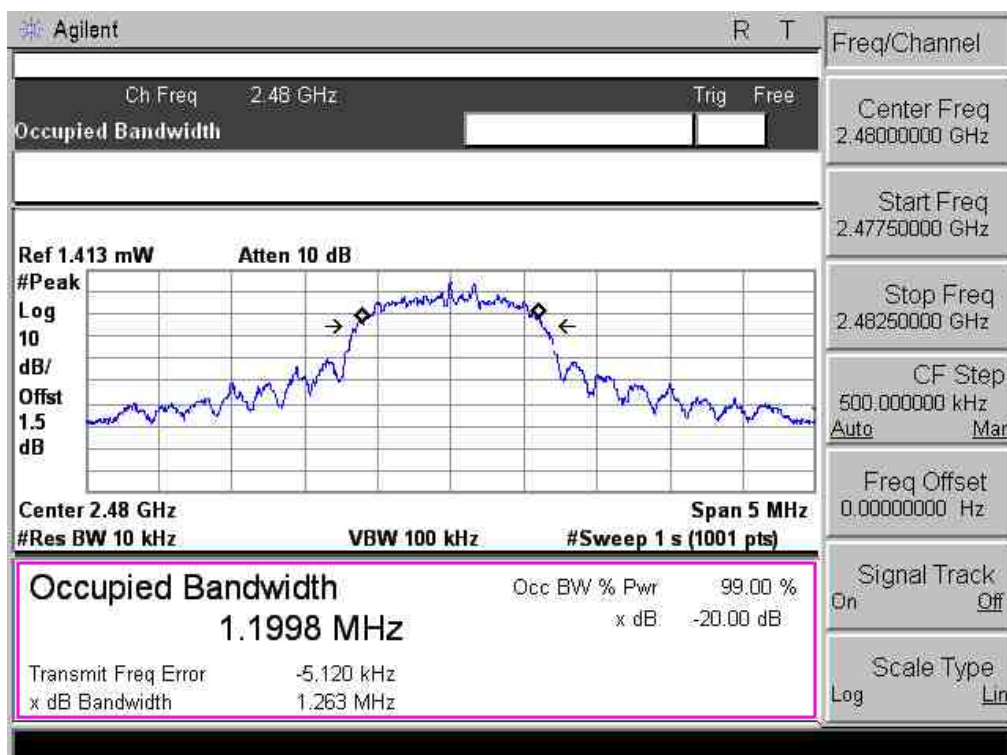 Agilent
R T
Freq/Channel
Ch Freq 2.48 GHz
Trig Free
Occupied Bandwidth
Center Freq
2.48000000 GHz
Start Freq
2.47750000 GHz
Stop Freq
2.48250000 GHz
CF Step
500.000000 kHz
Auto Man
Freq Offset
0.00000000 Hz
Signal Track
On Off
Scale Type
Log Lin
Ref 1.413 mW
Atten 10 dB
#Peak
Log
10
dB/
Offst
1.5
dB
Center 2.48 GHz
Span 5 MHz
#Res BW 10 kHz
VBW 100 kHz
#Sweep 1 s (1001 pts)
Occupied Bandwidth
1.1998 MHz
Occ BW % Pwr 99.00 %
x dB -20.00 dB
Transmit Freq Error -5.120 kHz
x dB Bandwidth 1.263 MHz